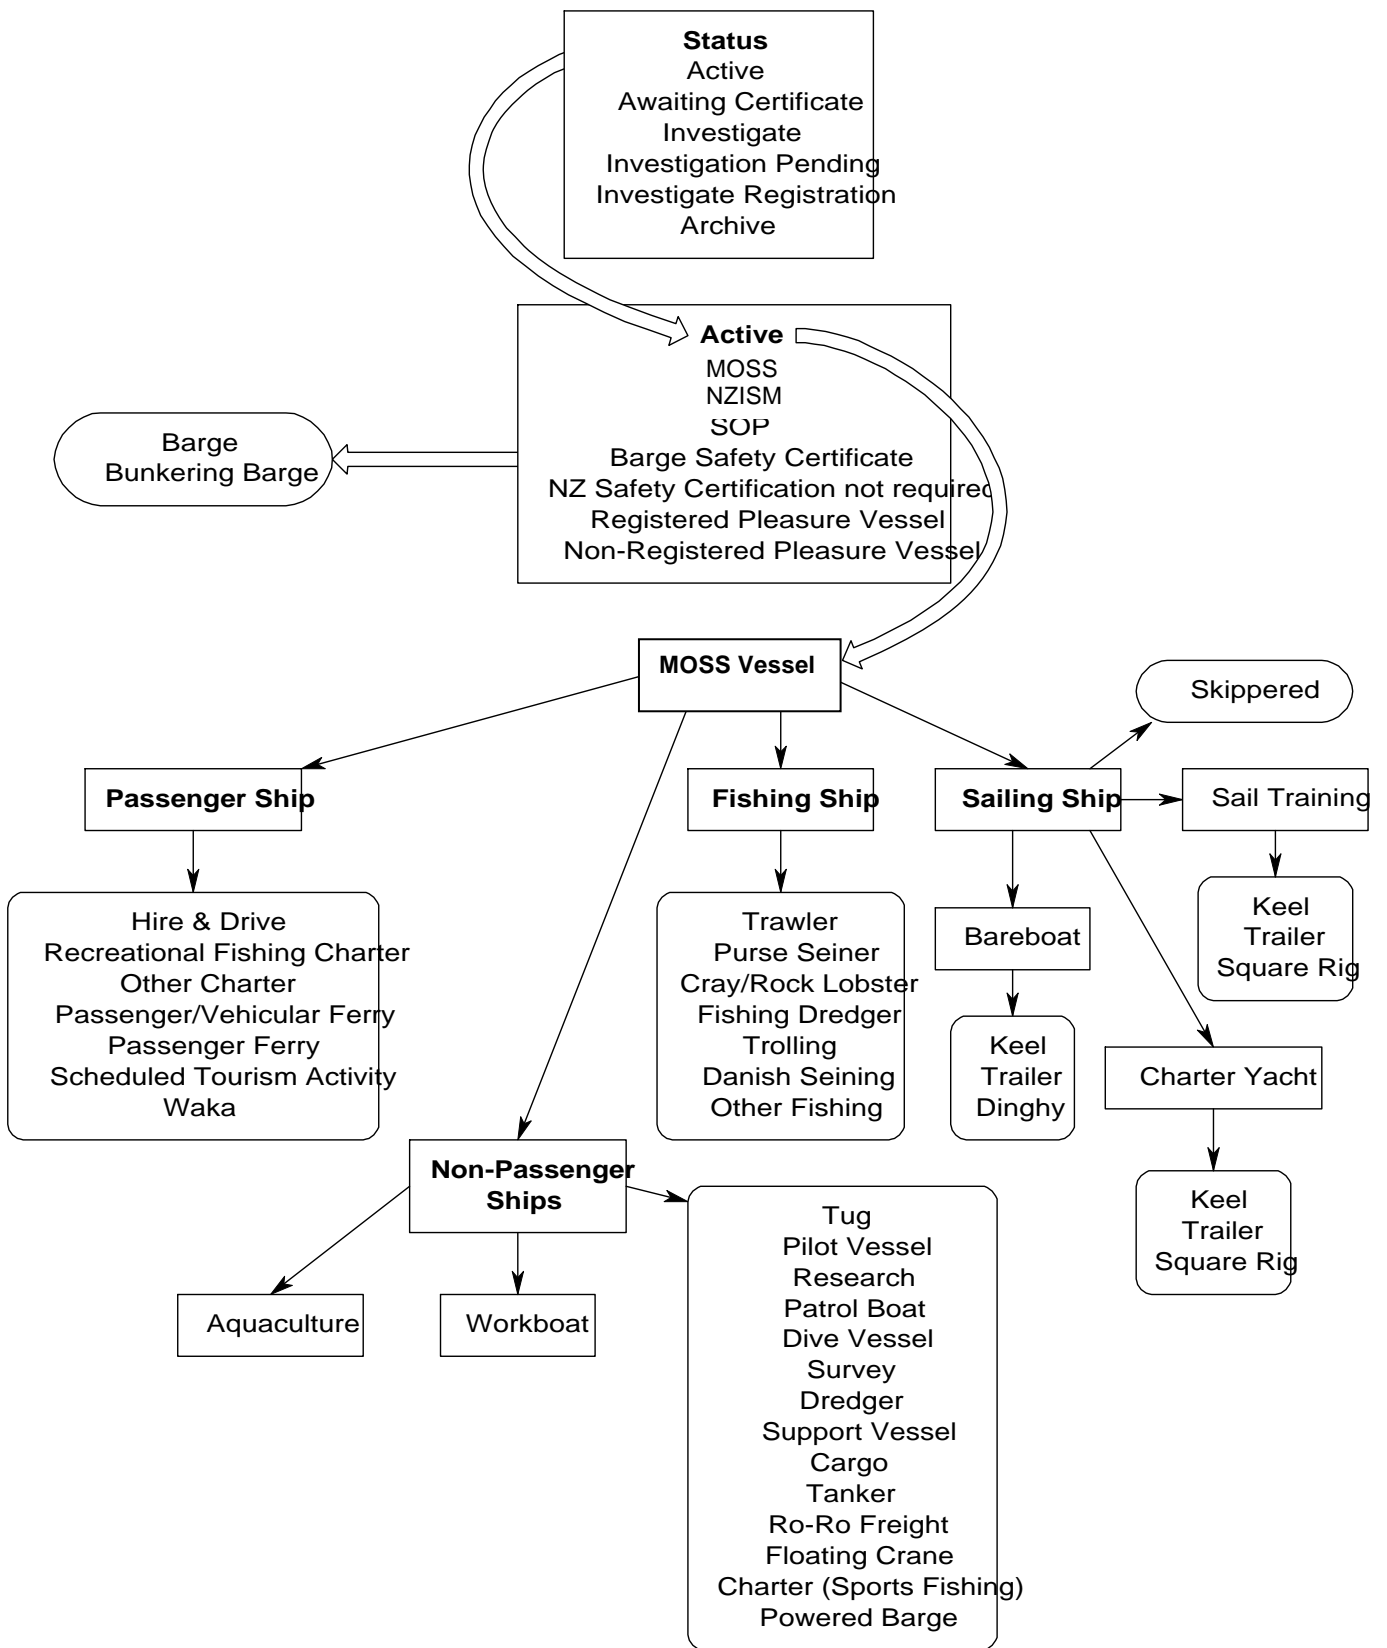 Status
Active
Awaiting Certificate
Investigate
Investigation Pending
Investigate Registration
Archive
Active
MOSS
NZISM
SOP
Barge Safety Certificate
NZ Safety Certification not required
Registered Pleasure Vessel
Non-Registered Pleasure Vessel
Barge
Bunkering Barge
MOSS Vessel
Skippered
Passenger Ship
Fishing Ship
Sailing Ship
Sail Training
Hire & Drive
Recreational Fishing Charter
Other Charter
Passenger/Vehicular Ferry
Passenger Ferry
Scheduled Tourism Activity
Waka
Trawler
Purse Seiner
Cray/Rock Lobster
Fishing Dredger
Trolling
Danish Seining
Other Fishing
Bareboat
Keel
Trailer
Dinghy
Keel
Trailer
Square Rig
Charter Yacht
Keel
Trailer
Square Rig
Non-Passenger
Ships
Aquaculture
Workboat
Tug
Pilot Vessel
Research
Patrol Boat
Dive Vessel
Survey
Dredger
Support Vessel
Cargo
Tanker
Ro-Ro Freight
Floating Crane
Charter (Sports Fishing)
Powered Barge